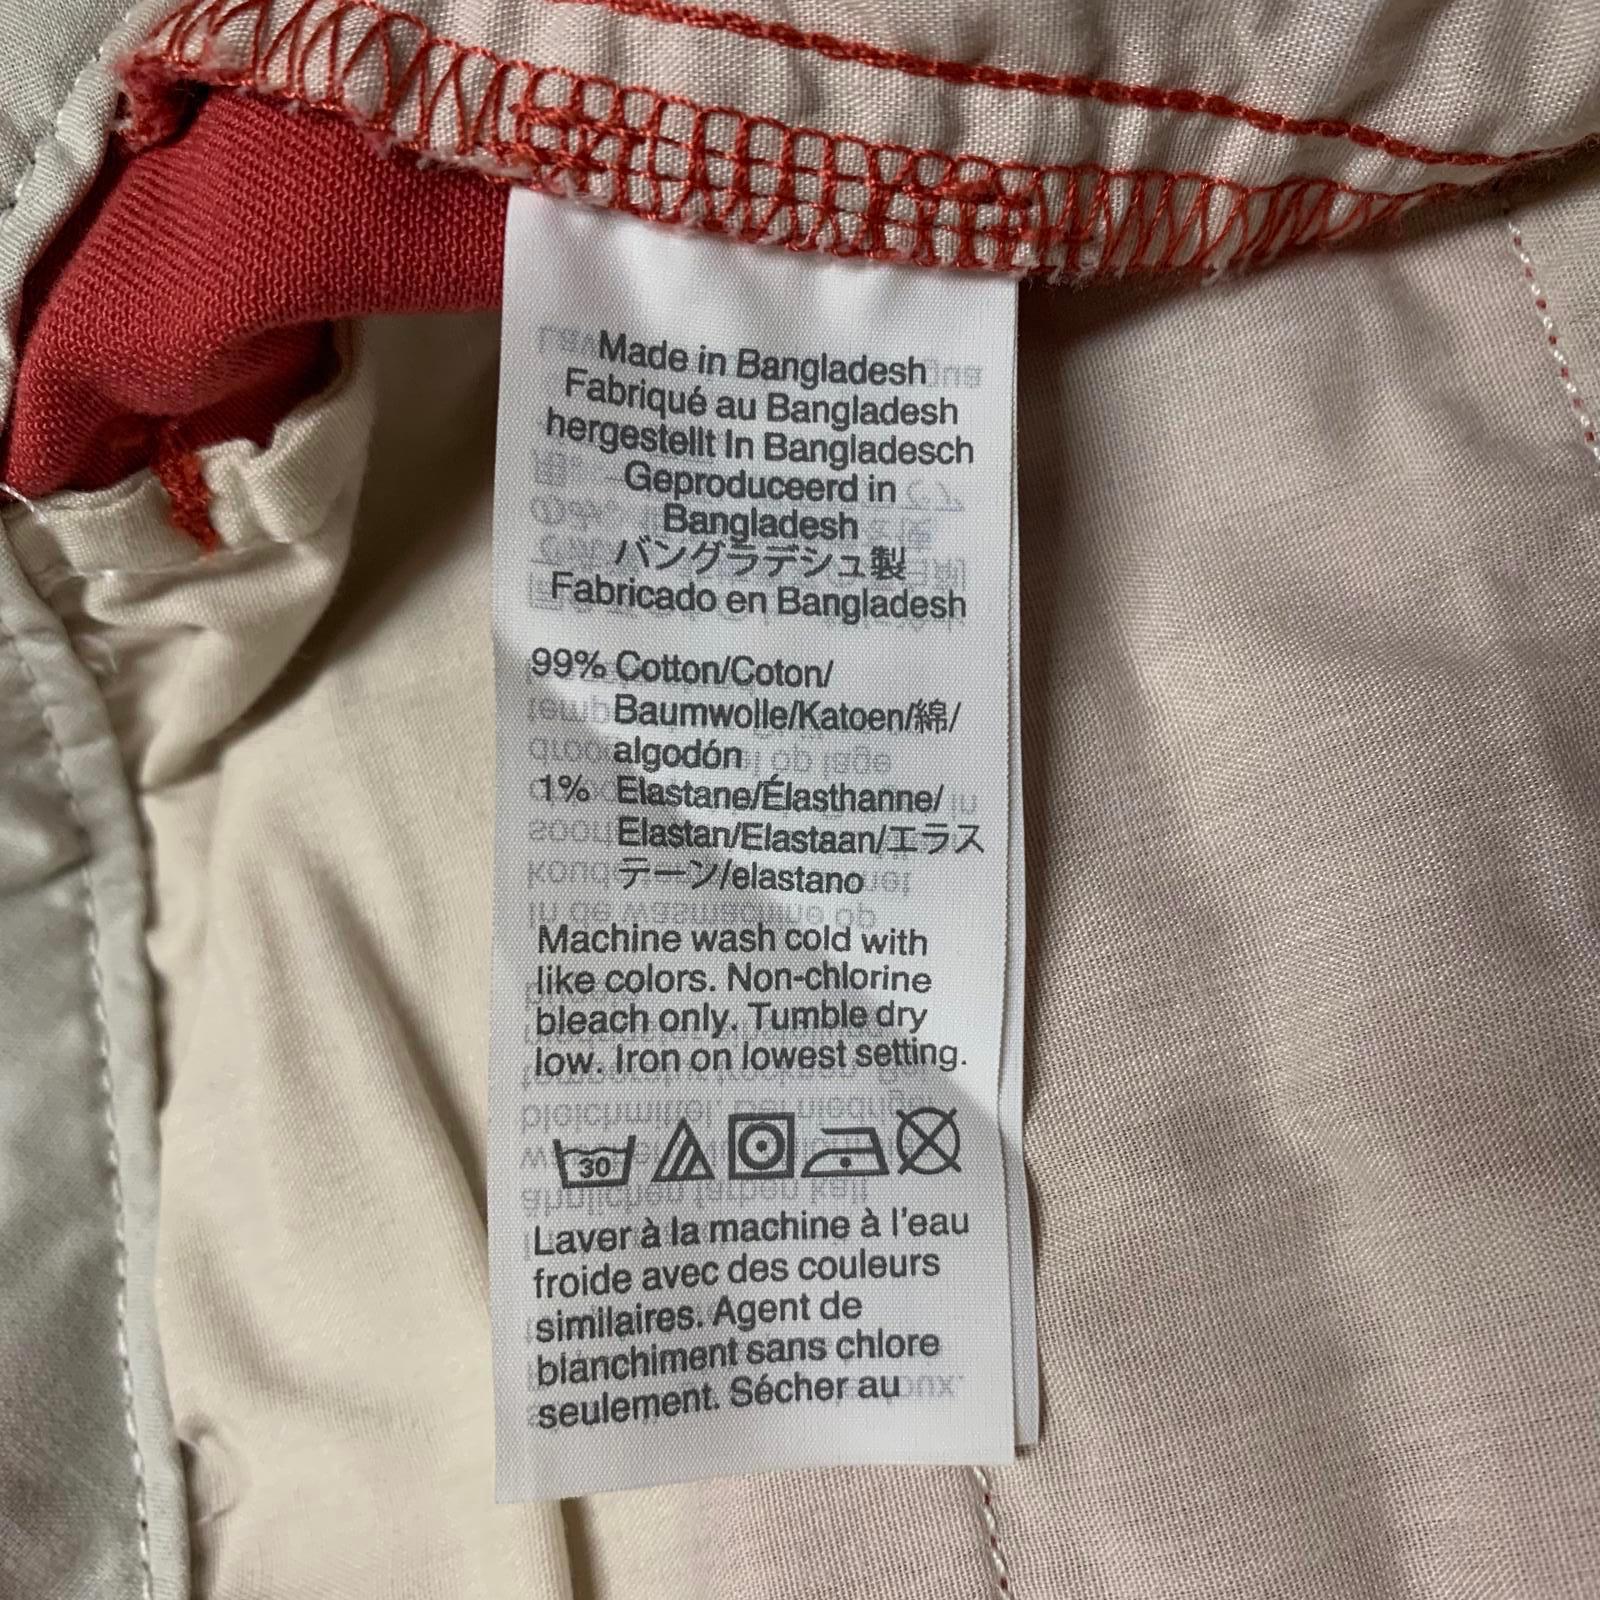 Made in Bangladesh
Fabriqué au Bangladesh
hergestellt In Bangladesch
Geproduceerd in
Bangladesh
バングラデシュ製
Fabricado en Bangladesh
99% Cotton/Coton/
Baumwolle/Katoen/綿/
algodón
1% Elastane/Élasthanne/
Elastan/Elastaan/エラス
テーン/elastano
Machine wash cold with
like colors. Non-chlorine
bleach only. Tumble dry
low. Iron on lowest setting.
30
Laver à la machine à l'eau
froide avec des couleurs
similaires. Agent de
blanchiment sans chlore
seulement. Sécher au